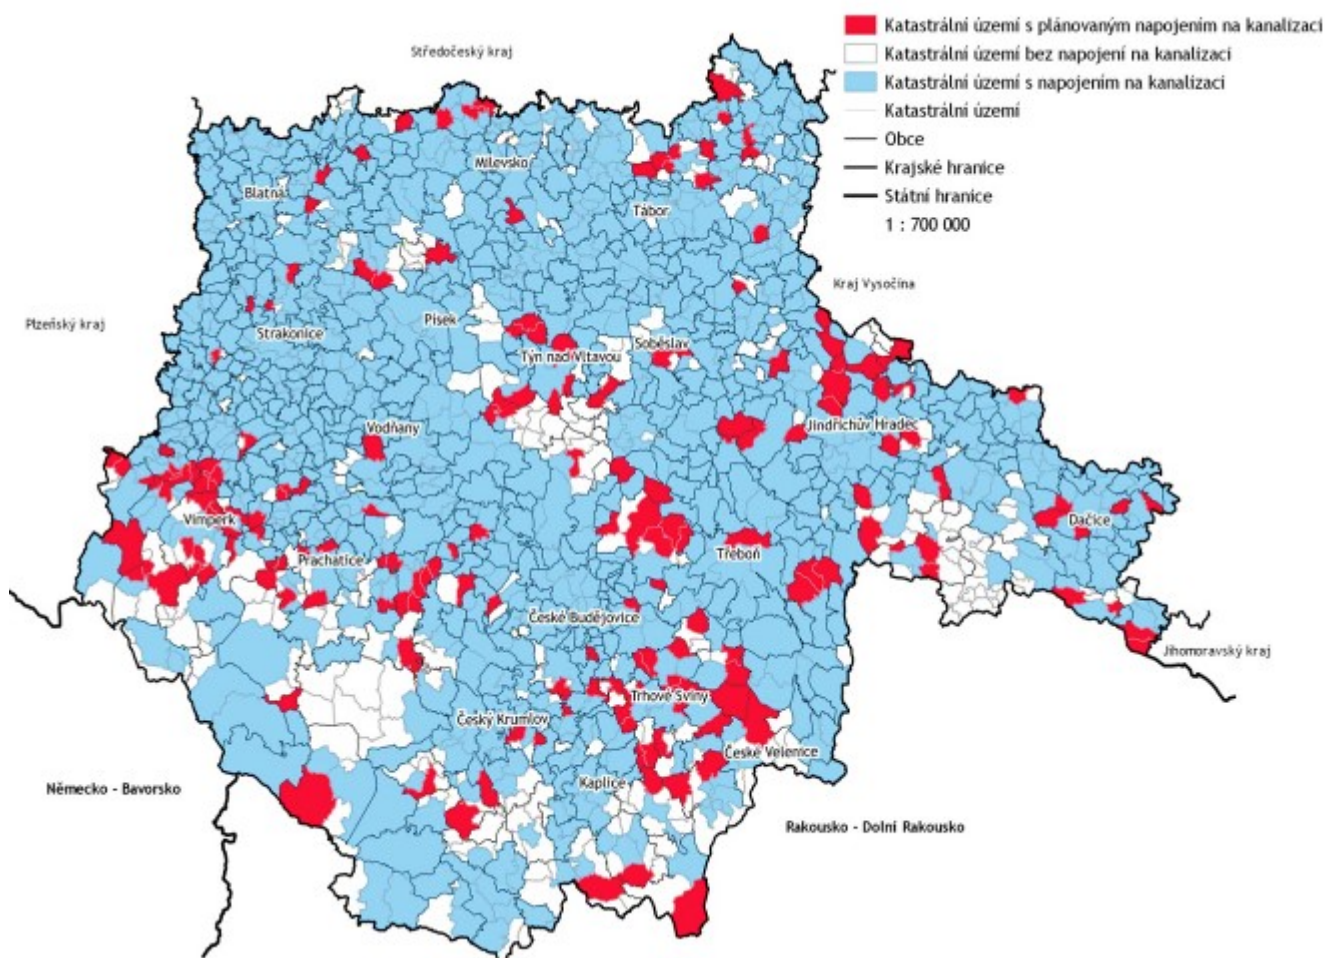 Katastrální území s plánovaným napojením na kanalizaci
Katastrální území bez napojení na kanalizaci
Katastrální území s napojením na kanalizaci
Katastrální území
Obce
Krajské hranice
Státní hranice
1 : 700 000
Středočeský kraj
Milevsko
Blatná
Tábor
Kraj Vysočina
Plzeňský kraj
Písek
Strakonice
Soběslav
Týn nad Vltavou
Jindřichův Hradec
Vodňany
Vimperk
Dačice
Třeboň
Prachatice
České Budějovice
Jihomoravský kraj
Trhové Sviny
Český Krumlov
České Velenice
Kaplice
Německo - Bavorsko
Rakousko - Dolní Rakousko